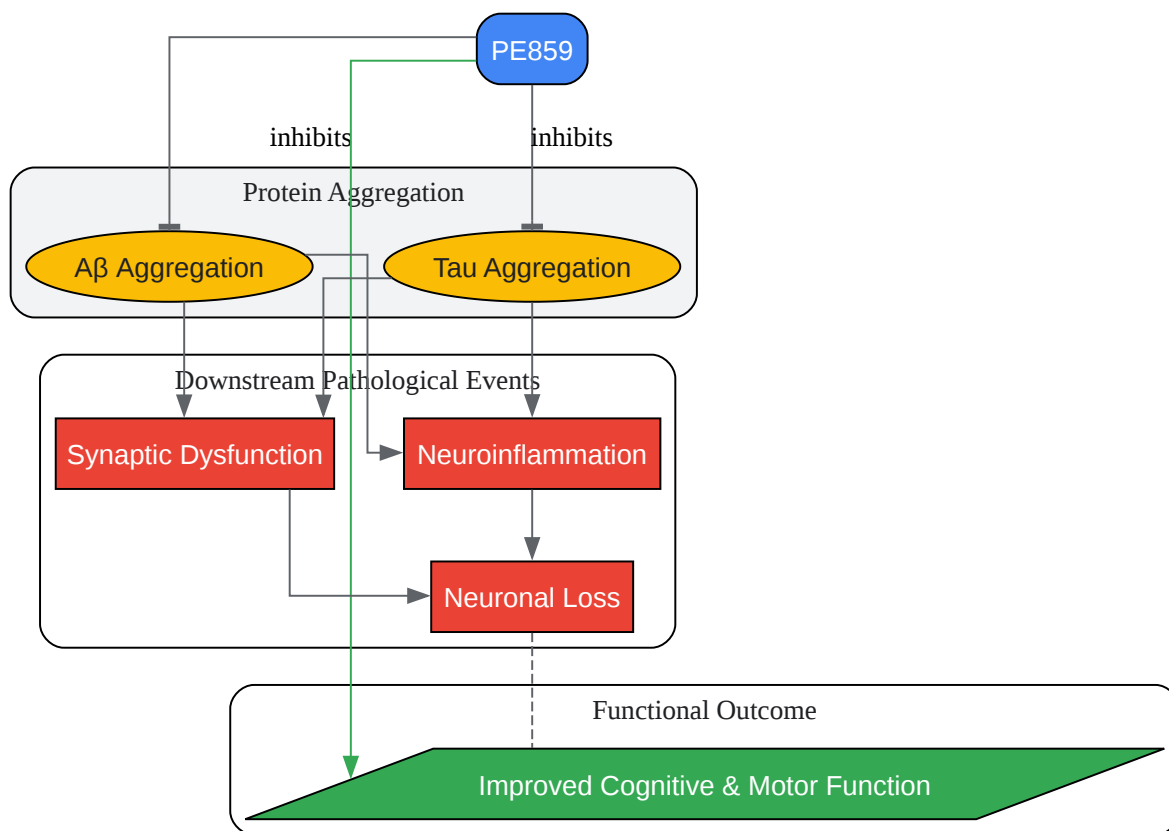 PE859
inhibits
inhibits
Protein Aggregation
Aβ Aggregation
Tau Aggregation
Downstream Pathological Events
Synaptic Dysfunction
Neuroinflammation
Neuronal Loss
Functional Outcome
Improved Cognitive & Motor Function